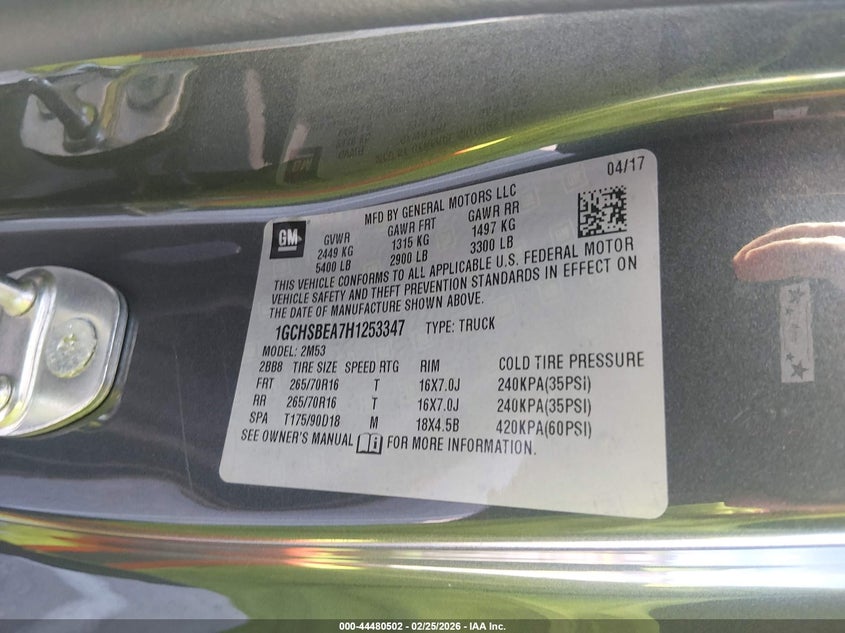 04/17
MFD BY GENERAL MOTORS LLC
GM
GVWR GAWR FRT GAWR RR
2449 KG 1315 KG 1497 KG
5400 LB 2900 LB 3300 LB
THIS VEHICLE CONFORMS TO ALL APPLICABLE U.S. FEDERAL MOTOR
VEHICLE SAFETY AND THEFT PREVENTION STANDARDS IN EFFECT ON
THE DATE OF MANUFACTURE SHOWN ABOVE.
1GCHSBEA7H1253347 TYPE: TRUCK
MODEL: 2M53
2BB8 TIRE SIZE SPEED RTG RIM COLD TIRE PRESSURE
FRT 265/70R16 T 16X7.0J 240KPA(35PSI)
RR 265/70R16 T 16X7.0J 240KPA(35PSI)
SPA T175/90D18 M 18X4.5B 420KPA(60PSI)
SEE OWNER'S MANUAL FOR MORE INFORMATION.
000-44480502 - 02/25/2026 - IAA Inc.